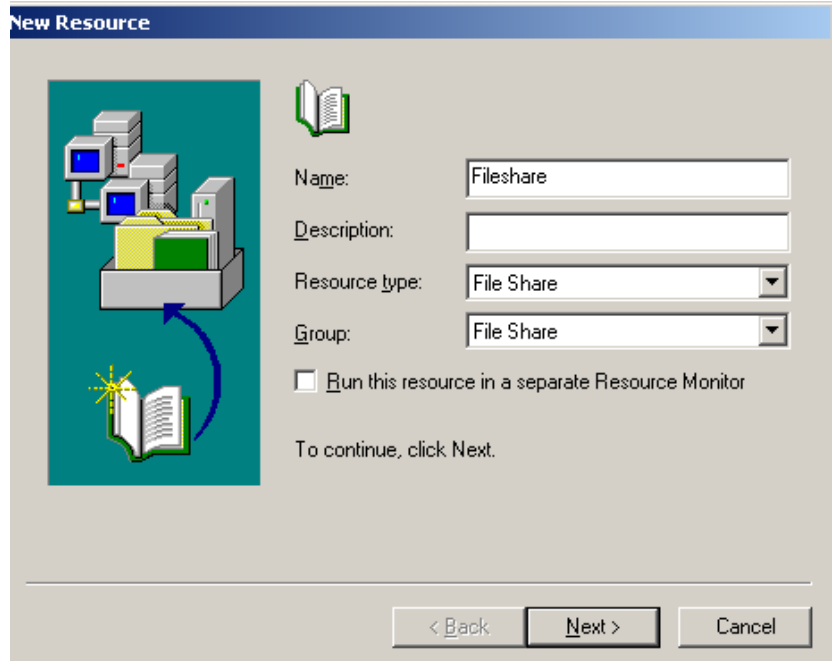 New Resource
Name: Fileshare
Description:
Resource type: File Share
Group: File Share
Run this resource in a separate Resource Monitor
To continue, click Next.
< Back Next > Cancel